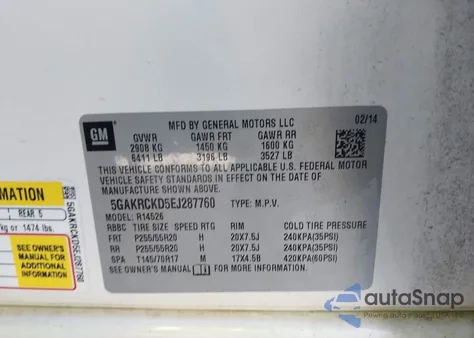 MFD BY GENERAL MOTORS LLC
02/14
GM
GVWR GAWR FRT GAWR RR
2908 KG 1450 KG 1600 KG
6411 LB 3196 LB 3527 LB
THIS VEHICLE CONFORMS TO ALL APPLICABLE U.S. FEDERAL MOTOR
VEHICLE SAFETY STANDARDS IN EFFECT ON THE DATE OF
MANUFACTURE SHOWN ABOVE.
5GAKRCKD5EJ287760 TYPE: M.P.V.
MODEL: R14526
RBBC TIRE SIZE SPEED RTG RIM COLD TIRE PRESSURE
FRT P255/55R20 H 20X7.5J 240KPA(35PSI)
RR P255/55R20 H 20X7.5J 240KPA(35PSI)
SPA T145/70R17 M 17X4.5B 420KPA(60PSI)
SEE OWNER'S MANUAL FOR MORE INFORMATION.
MATION
REAR 5
kg or 1474 lbs.
SEE OWNER'S
MANUAL FOR
ADDITIONAL
INFORMATION
5GAKRCKD5EJ287760
autoSnap